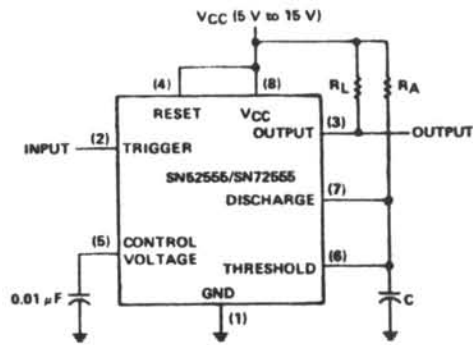 VCC (5 V to 15 V)
(4)
(8)
RL
RA
RESET
VCC
OUTPUT
(3)
OUTPUT
INPUT
(2)
TRIGGER
SN52555/SN72555
(7)
DISCHARGE
(5)
CONTROL
VOLTAGE
(6)
THRESHOLD
0.01 μF
GND
(1)
C